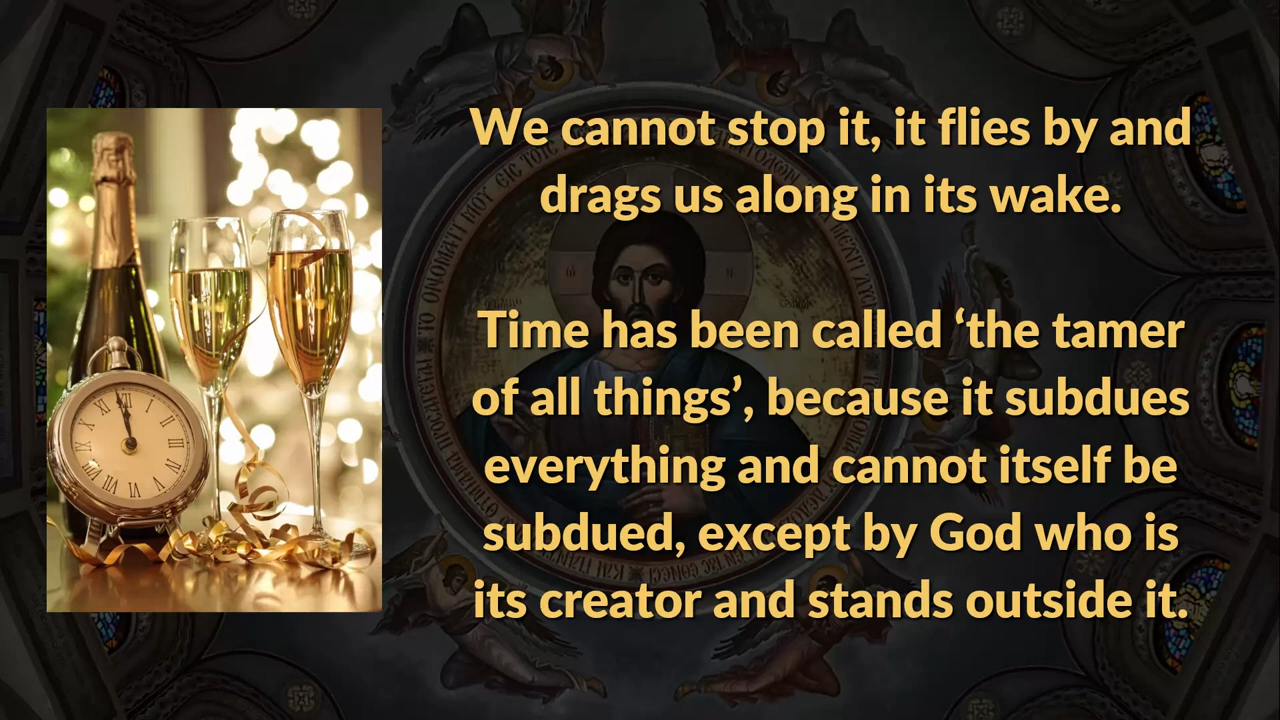 We cannot stop it, it flies by and
drags us along in its wake.
Time has been called ‘the tamer
of all things’, because it subdues
everything and cannot itself be
subdued, except by God who is
its creator and stands outside it.